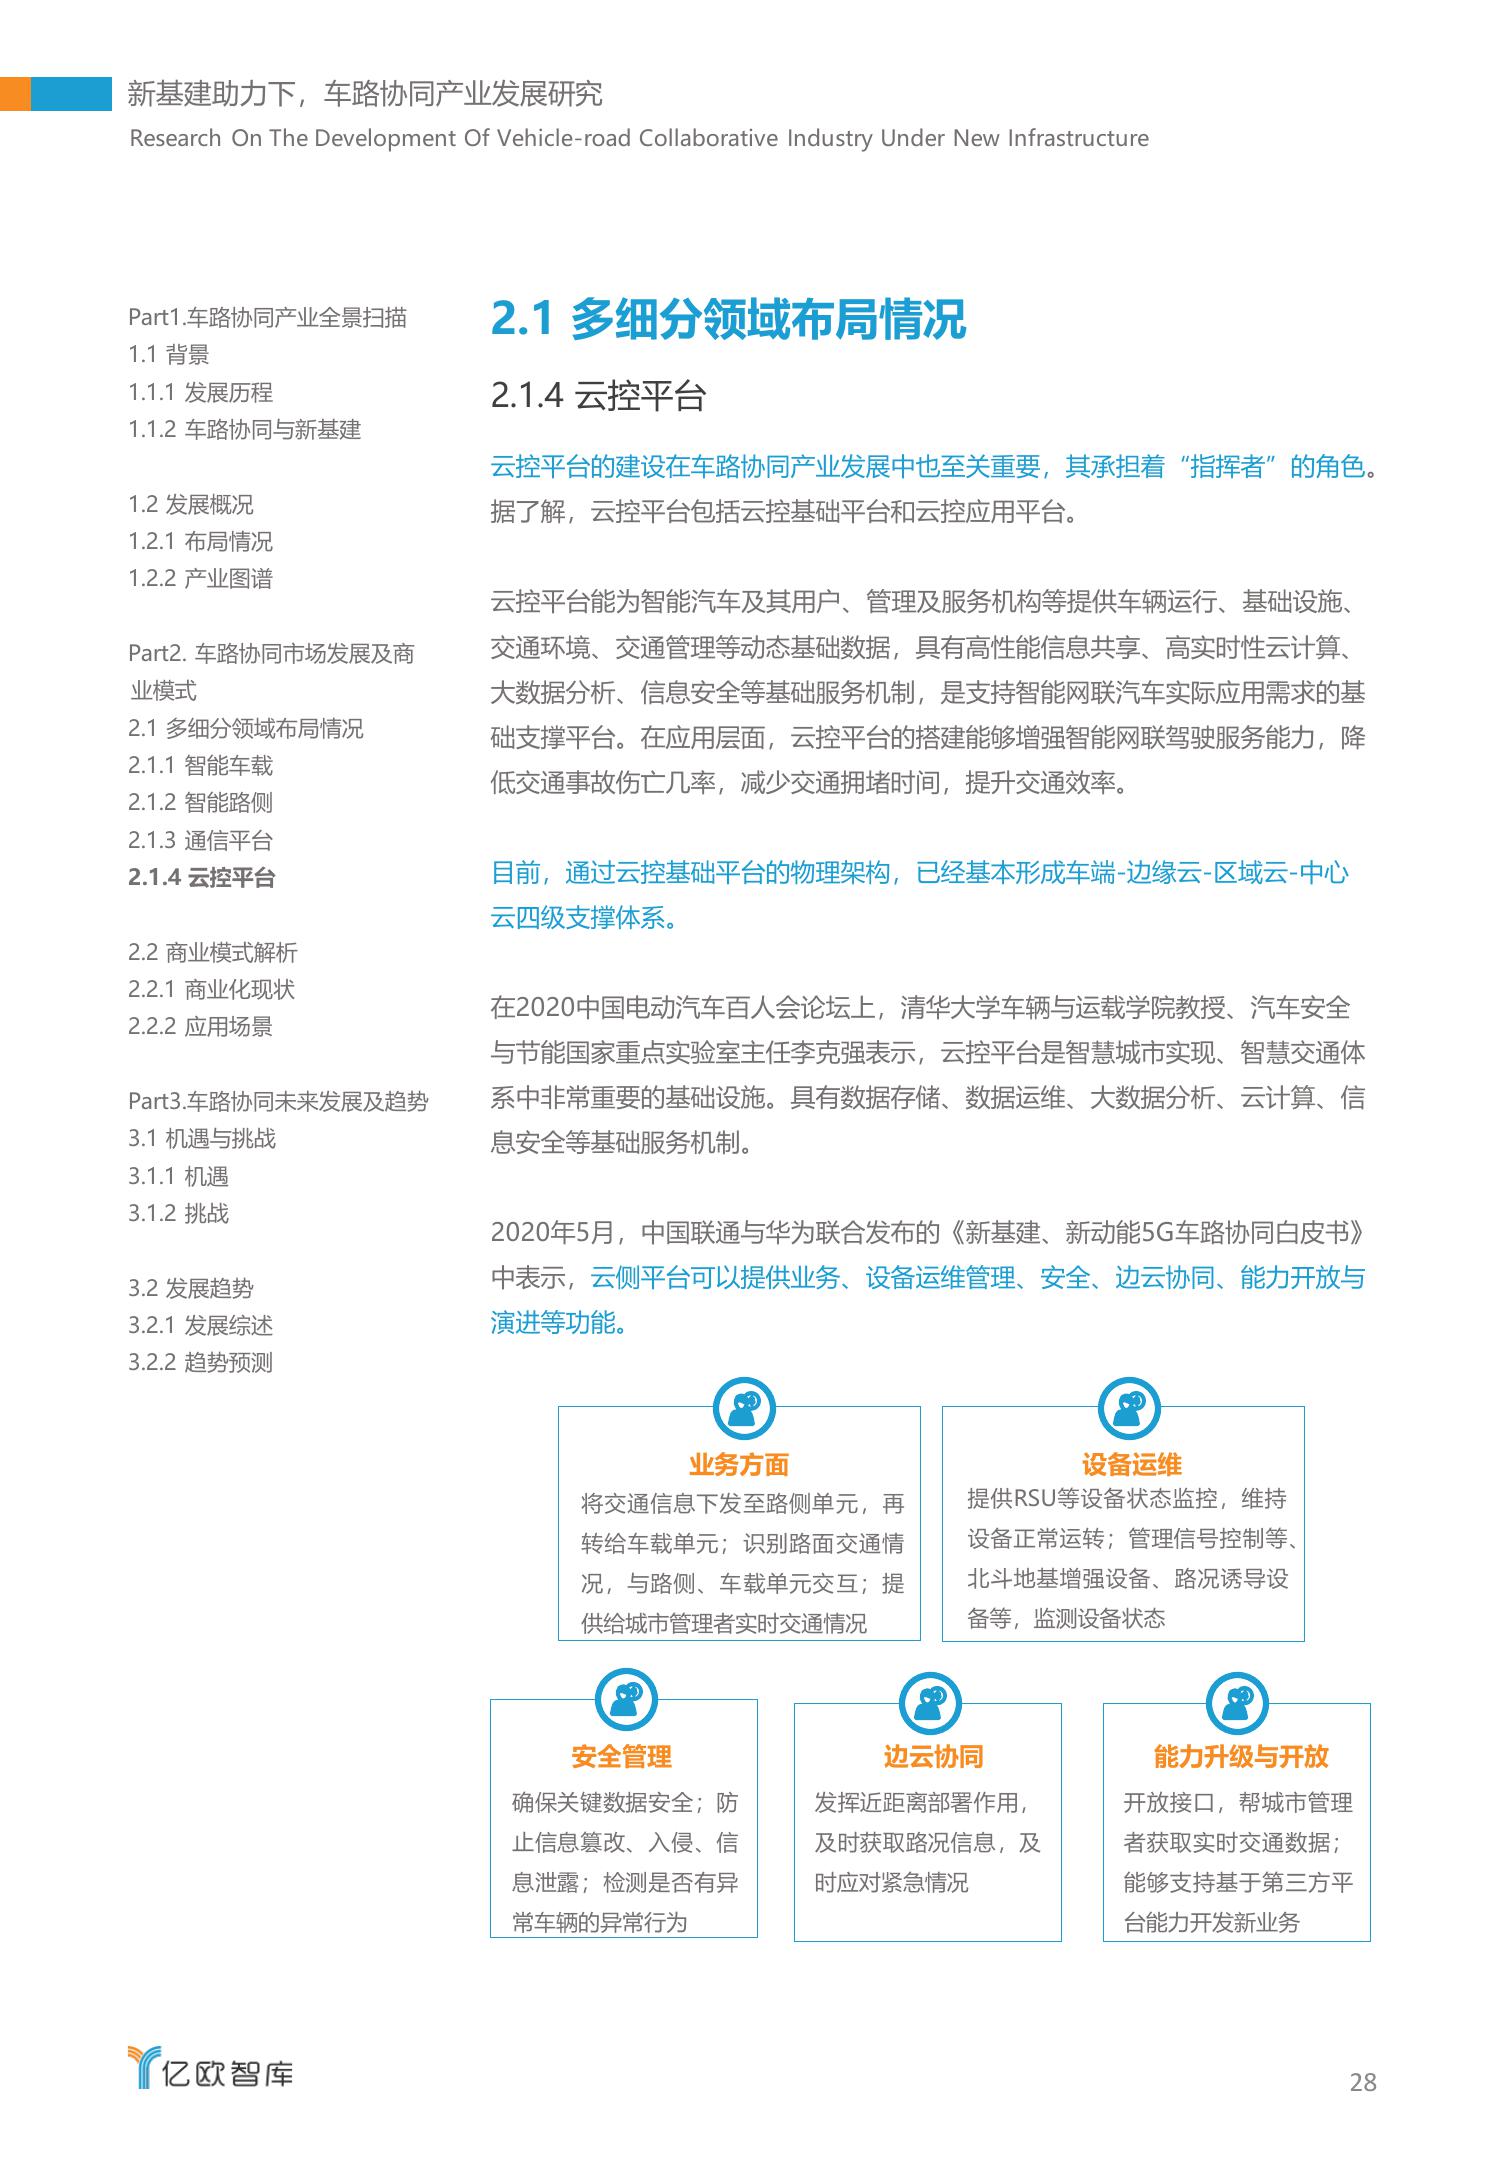 新基建助力下，车路协同产业发展研究
Research On The Development Of Vehicle-road Collaborative Industry Under New Infrastructure
Part1.车路协同产业全景扫描
1.1 背景
1.1.1 发展历程
1.1.2 车路协同与新基建
1.2 发展概况
1.2.1 布局情况
1.2.2 产业图谱
Part2. 车路协同市场发展及商
业模式
2.1 多细分领域布局情况
2.1.1 智能车载
2.1.2 智能路侧
2.1.3 通信平台
2.1.4 云控平台
2.2 商业模式解析
2.2.1 商业化现状
2.2.2 应用场景
Part3.车路协同未来发展及趋势
3.1 机遇与挑战
3.1.1 机遇
3.1.2 挑战
3.2 发展趋势
3.2.1 发展综述
3.2.2 趋势预测
2.1 多细分领域布局情况
2.1.4 云控平台
云控平台的建设在车路协同产业发展中也至关重要，其承担着“指挥者”的角色。
据了解，云控平台包括云控基础平台和云控应用平台。
云控平台能为智能汽车及其用户、管理及服务机构等提供车辆运行、基础设施、
交通环境、交通管理等动态基础数据，具有高性能信息共享、高实时性云计算、
大数据分析、信息安全等基础服务机制，是支持智能网联汽车实际应用需求的基
础支撑平台。在应用层面，云控平台的搭建能够增强智能网联驾驶服务能力，降
低交通事故伤亡几率，减少交通拥堵时间，提升交通效率。
目前，通过云控基础平台的物理架构，已经基本形成车端-边缘云-区域云-中心
云四级支撑体系。
在2020中国电动汽车百人会论坛上，清华大学车辆与运载学院教授、汽车安全
与节能国家重点实验室主任李克强表示，云控平台是智慧城市实现、智慧交通体
系中非常重要的基础设施。具有数据存储、数据运维、大数据分析、云计算、信
息安全等基础服务机制。
2020年5月，中国联通与华为联合发布的《新基建、新动能5G车路协同白皮书》
中表示，云侧平台可以提供业务、设备运维管理、安全、边云协同、能力开放与
演进等功能。
业务方面
将交通信息下发至路侧单元，再
转给车载单元；识别路面交通情
况，与路侧、车载单元交互；提
供给城市管理者实时交通情况
设备运维
提供RSU等设备状态监控，维持
设备正常运转；管理信号控制等、
北斗地基增强设备、路况诱导设
备等，监测设备状态
安全管理
确保关键数据安全；防
止信息篡改、入侵、信
息泄露；检测是否有异
常车辆的异常行为
边云协同
发挥近距离部署作用，
及时获取路况信息，及
时应对紧急情况
能力升级与开放
开放接口，帮城市管理
者获取实时交通数据；
能够支持基于第三方平
台能力开发新业务
亿欧智库
28